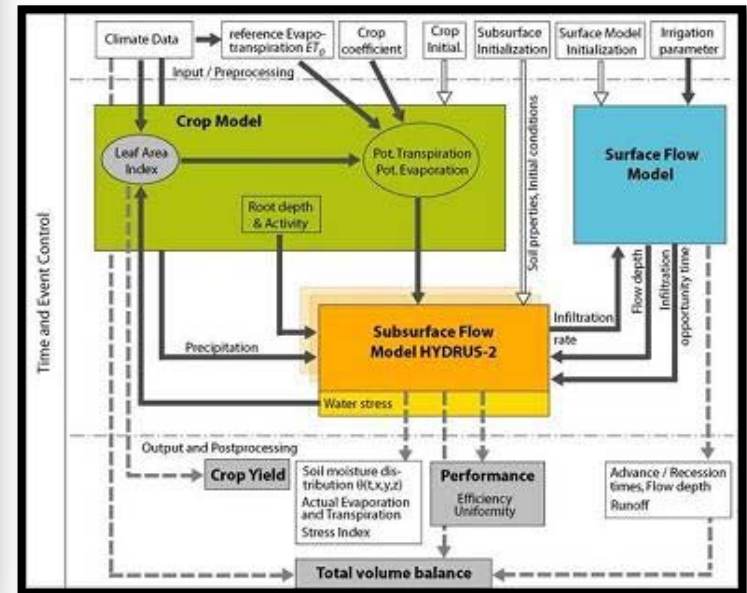 Climate Data
reference Evapo-
transpiration ET0
Crop
coefficient
Crop
Initial.
Subsurface
Initialization
Surface Model
Initialization
Irrigation
parameter
Input / Preprocessing
Time and Event Control
Crop Model
Leaf Area
Index
Pot. Transpiration
Pot. Evaporation
Root depth
& Activity
Soil prperties, Initial conditions
Surface Flow
Model
Subsurface Flow
Model HYDRUS-2
Precipitation
Water stress
Infiltration
rate
Flow depth
Infiltration
opportunity time
Output and Postprocessing
Crop Yield
Soil moisture dis-
tribution θ(t,x,y,z)
Actual Evaporation
and Transpiration
Stress Index
Performance
Efficiency
Uniformity
Advance / Recession
times, Flow depth
Runoff
Total volume balance